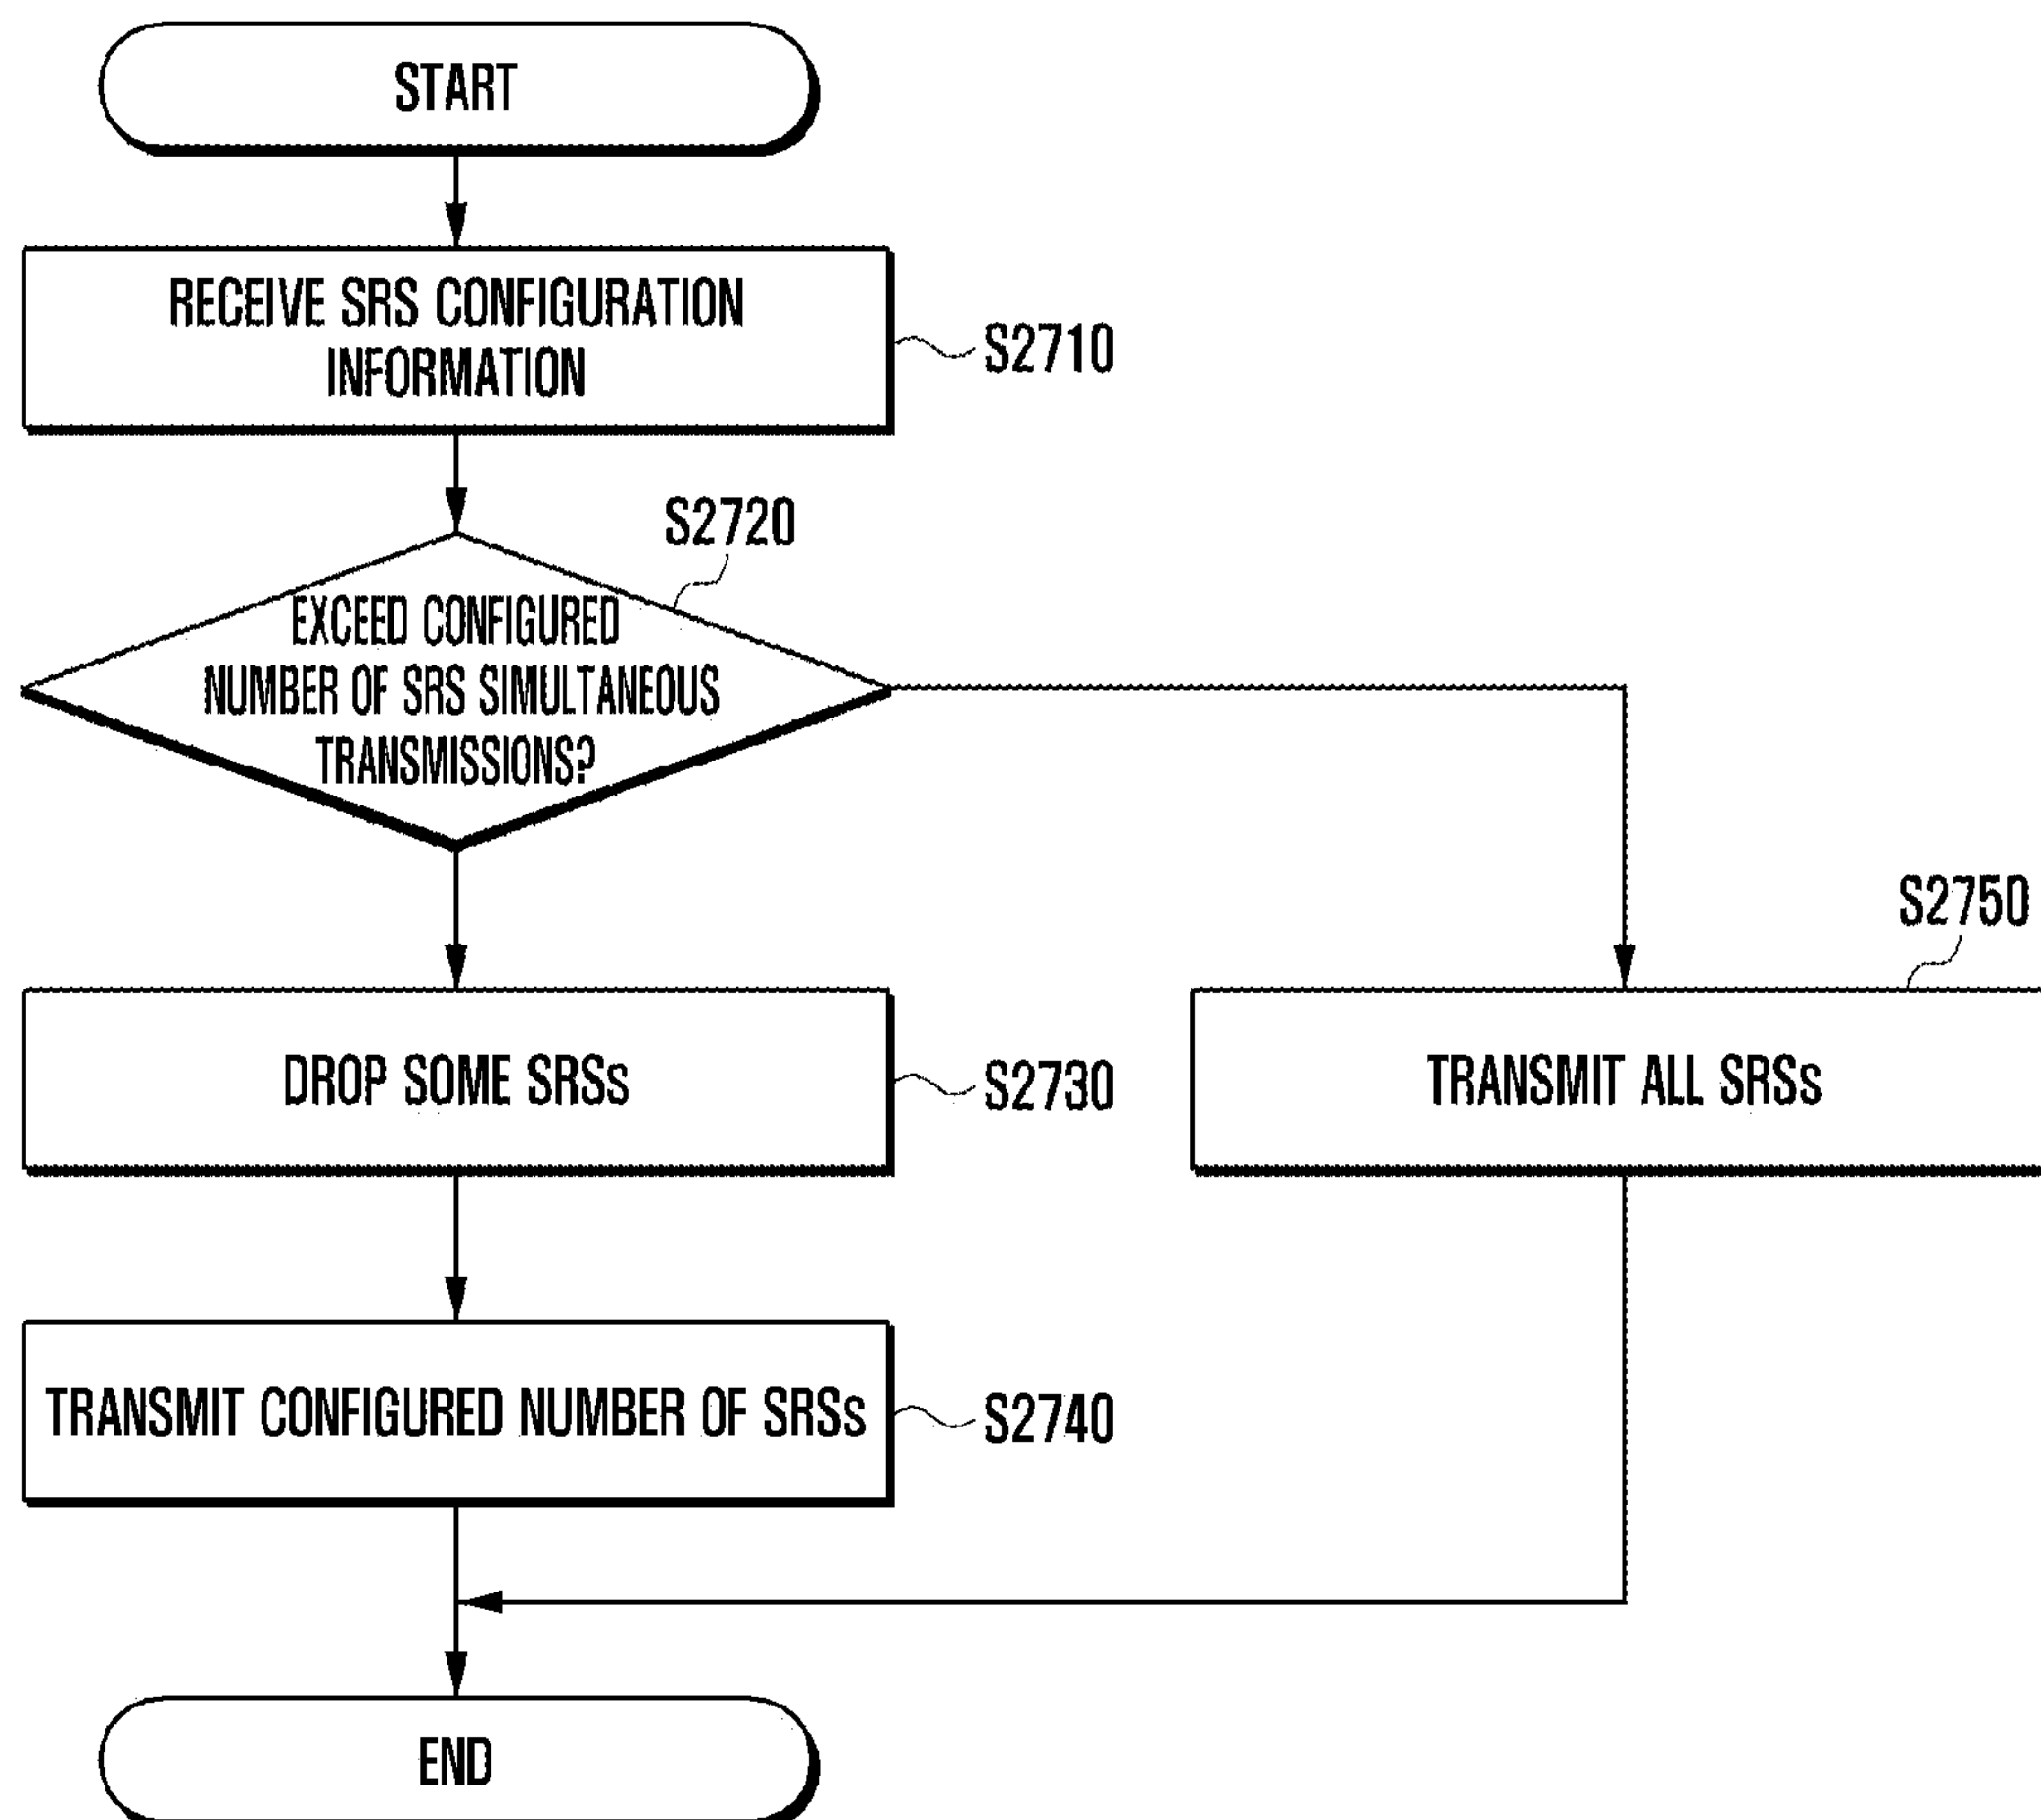 START
RECEIVE SRS CONFIGURATION
INFORMATION
S2710
S2720
EXCEED CONFIGURED
NUMBER OF SRS SIMULTANEOUS
TRANSMISSIONS?
S2750
DROP SOME SRSs
S2730
TRANSMIT ALL SRSs
TRANSMIT CONFIGURED NUMBER OF SRSs
S2740
END